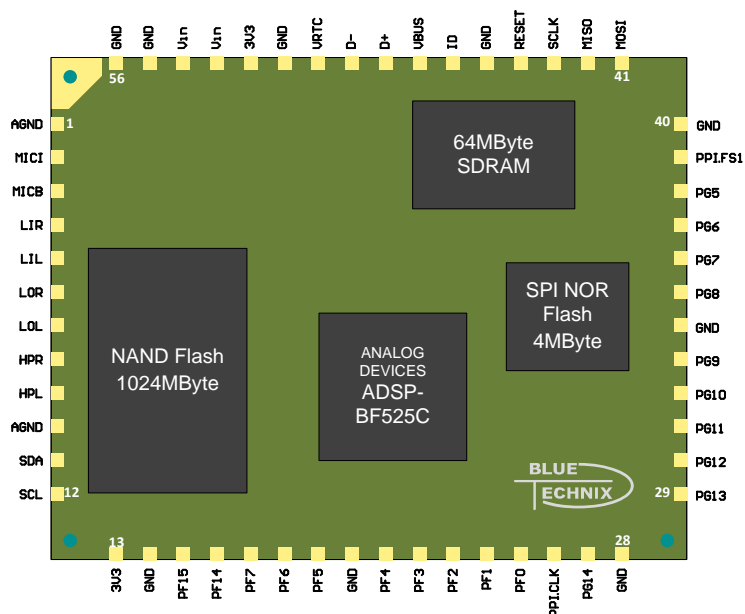 GND GND Vin Vin 3V3 GND VRTC D- D+ VBUS ID GND RESET SCLK MISO MOSI
56 41
AGND 1 40 GND
MICI PPI.FS1
MICB PG5
LIR PG6
LIL PG7
LOR PG8
LOL GND
HPR PG9
HPL PG10
AGND PG11
SDA PG12
SCL 12 29 PG13
64MByte
SDRAM
SPI NOR
Flash
4MByte
NAND Flash
1024MByte
ANALOG
DEVICES
ADSP-
BF525C
BLUE
TECHNIX
13 28
3V3 GND PF15 PF14 PF7 PF6 PF5 GND PF4 PF3 PF2 PF1 PF0 PPI.CLK PG14 GND